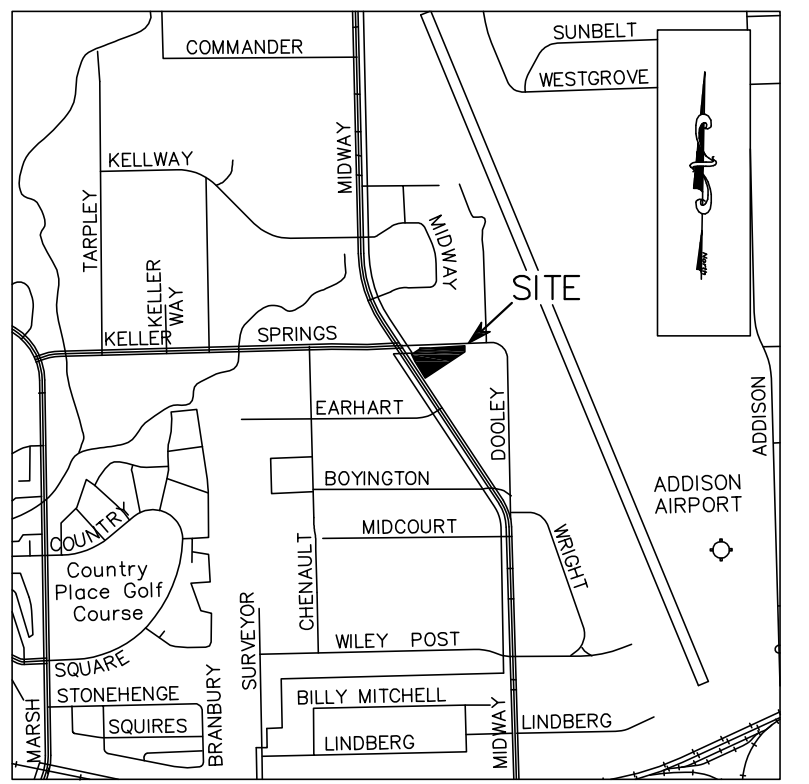 COMMANDER
SUNBELT
WESTGROVE
MIDWAY
KELLWAY
TARPLEY
MIDWAY
KELLER
WAY
North
SITE
KELLER
SPRINGS
EARHART
DOOLEY
ADDISON
BOYINGTON
ADDISON
AIRPORT
MIDCOURT
WRIGHT
COUNTRY
Country
Place Golf
Course
CHENAULT
SURVEYOR
WILEY POST
SQUARE
STONEHENGE
BRANBURY
BILLY MITCHELL
MARSH
SQUIRES
LINDBERG
MIDWAY
LINDBERG